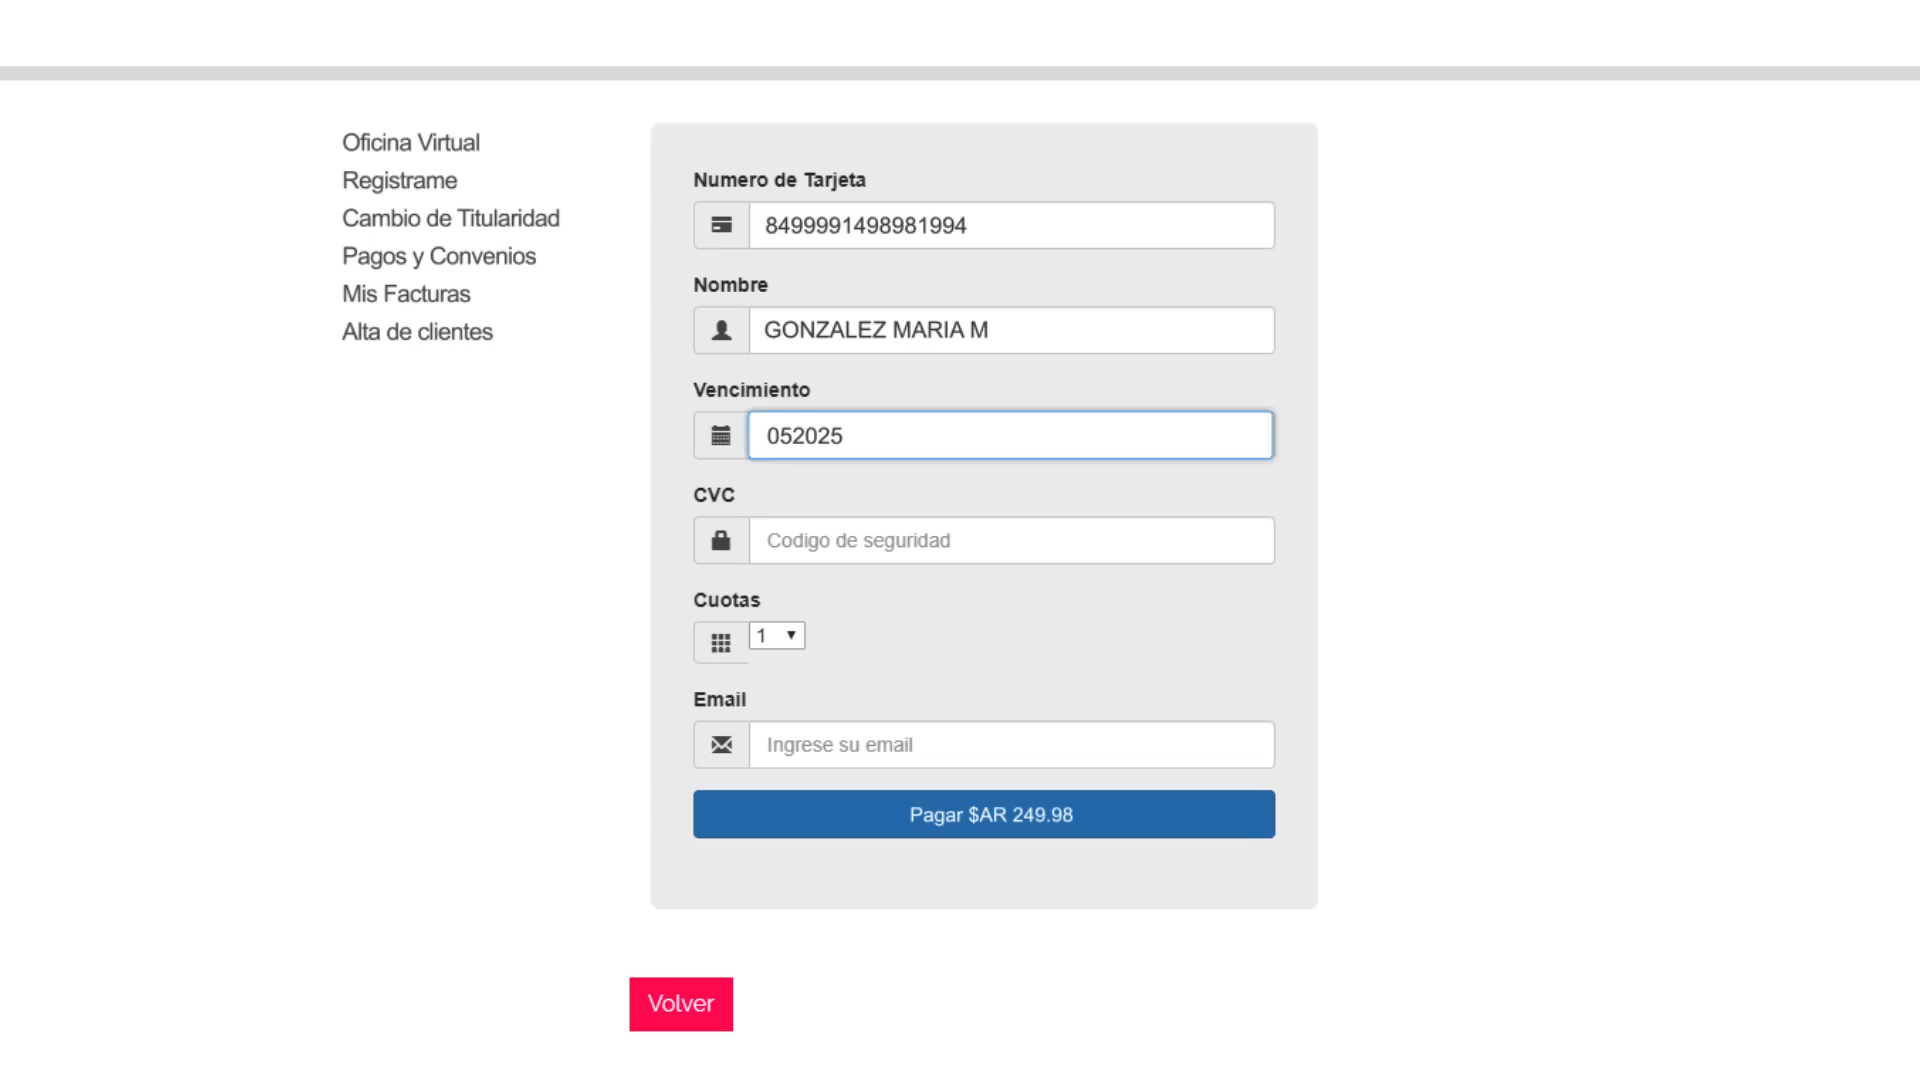 Oficina Virtual
Registrame
Cambio de Titularidad
Pagos y Convenios
Mis Facturas
Alta de clientes
Numero de Tarjeta
8499991498981994
Nombre
GONZALEZ MARIA M
Vencimiento
052025
CVC
Codigo de seguridad
Cuotas
1
Email
Ingrese su email
Pagar $AR 249.98
Volver